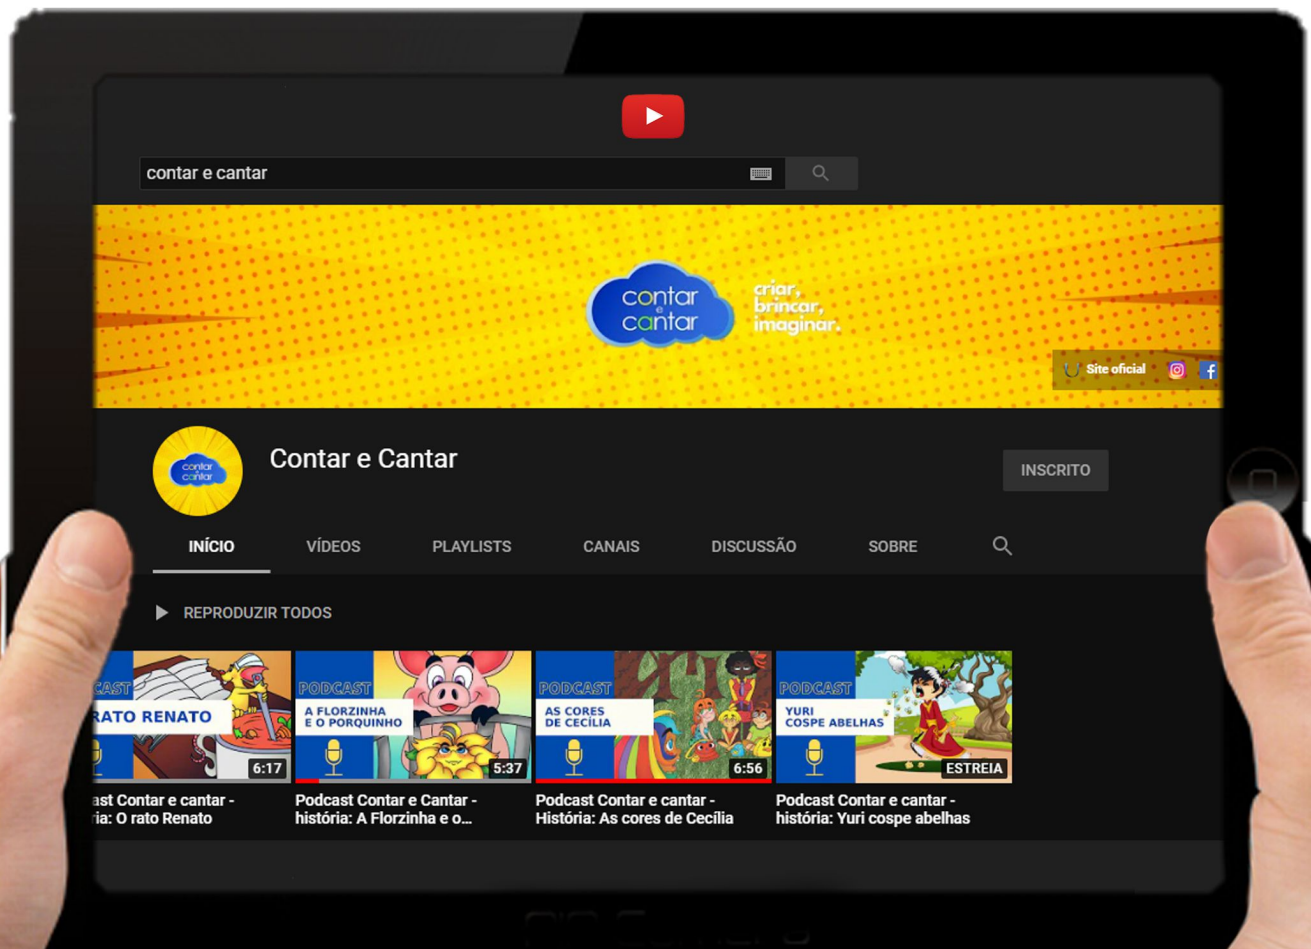 contar e cantar
contar
e
cantar
criar,
brincar,
imaginar.
Site oficial
contar
e
cantar
Contar e Cantar
INSCRITO
INÍCIO
VÍDEOS
PLAYLISTS
CANAIS
DISCUSSÃO
SOBRE
REPRODUZIR TODOS
CAST
RATO RENATO
6:17
ast Contar e cantar -
ria: O rato Renato
PODCAST
A FLORZINHA
E O PORQUINHO
5:37
Podcast Contar e Cantar -
história: A Florzinha e o...
PODCAST
AS CORES
DE CECÍLIA
6:56
Podcast Contar e cantar -
História: As cores de Cecília
PODCAST
YURI
COSPE ABELHAS
ESTREIA
Podcast Contar e cantar -
história: Yuri cospe abelhas